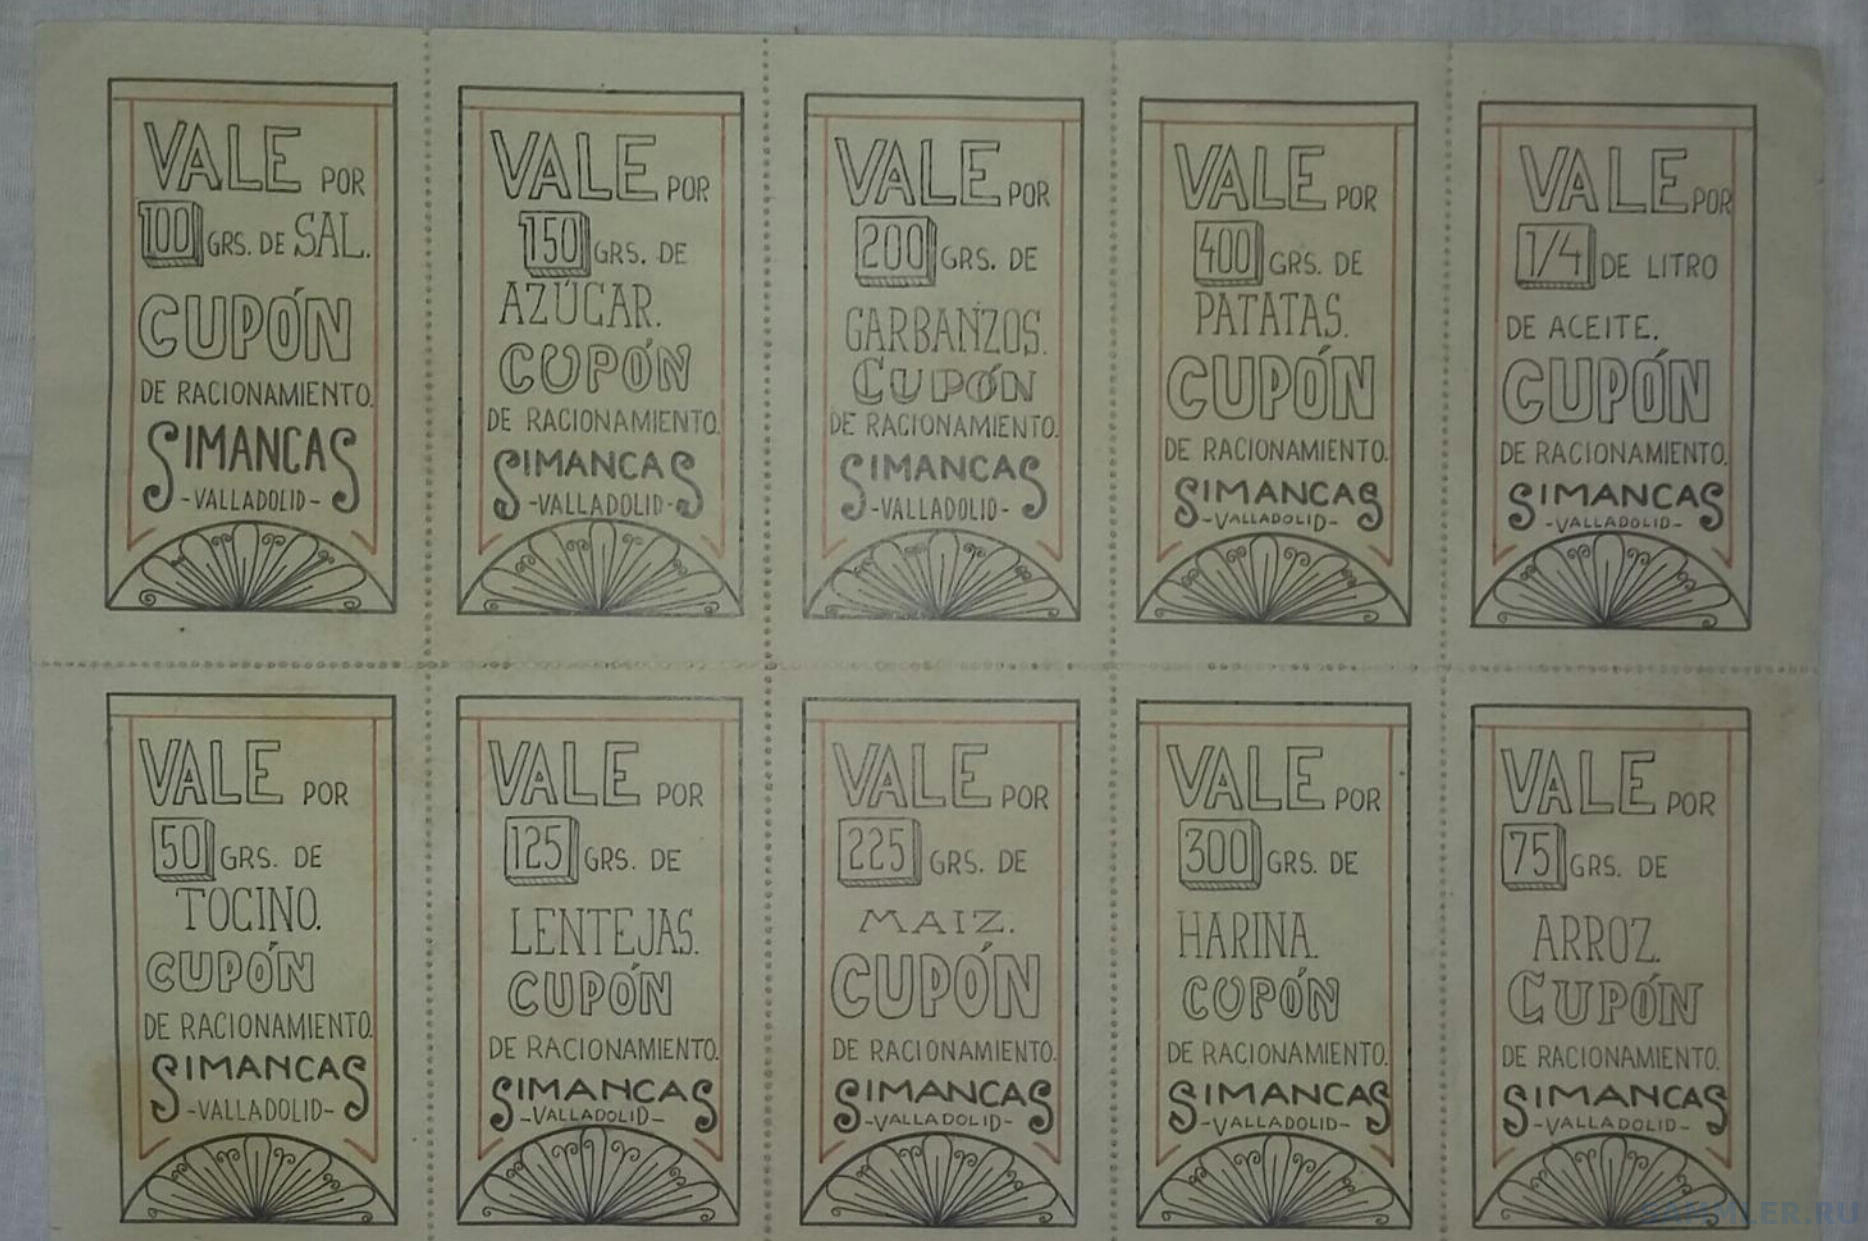 VALE POR
100 GRS. DE SAL.
CUPÓN
DE RACIONAMIENTO.
SIMANCAS
-VALLADOLID-
VALE POR
150 GRS. DE
AZÚCAR.
CUPÓN
DE RACIONAMIENTO.
SIMANCAS
-VALLADOLID-
VALE POR
200 GRS. DE
GARBANZOS.
CUPÓN
DE RACIONAMIENTO.
SIMANCAS
-VALLADOLID-
VALE POR
400 GRS. DE
PATATAS.
CUPÓN
DE RACIONAMIENTO.
SIMANCAS
-VALLADOLID-
VALE POR
1/4 DE LITRO
DE ACEITE.
CUPÓN
DE RACIONAMIENTO.
SIMANCAS
-VALLADOLID-
VALE POR
50 GRS. DE
TOCINO.
CUPÓN
DE RACIONAMIENTO.
SIMANCAS
-VALLADOLID-
VALE POR
125 GRS. DE
LENTEJAS.
CUPÓN
DE RACIONAMIENTO.
SIMANCAS
-VALLADOLID-
VALE POR
225 GRS. DE
MAIZ.
CUPÓN
DE RACIONAMIENTO.
SIMANCAS
-VALLADOLID-
VALE POR
300 GRS. DE
HARINA.
CUPÓN
DE RACIONAMIENTO.
SIMANCAS
-VALLADOLID-
VALE POR
75 GRS. DE
ARROZ.
CUPÓN
DE RACIONAMIENTO.
SIMANCAS
-VALLADOLID-
SAMMLER.RU